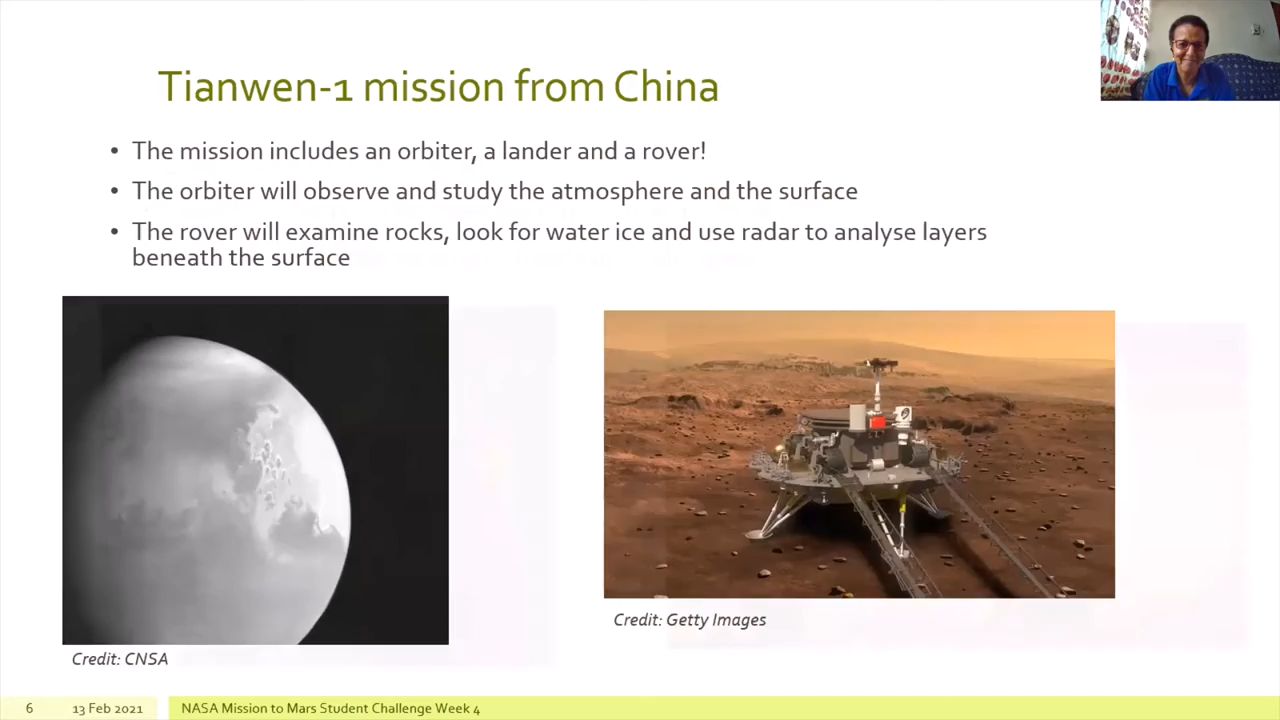 Tianwen-1 mission from China
• The mission includes an orbiter, a lander and a rover!
• The orbiter will observe and study the atmosphere and the surface
• The rover will examine rocks, look for water ice and use radar to analyse layers
beneath the surface
Credit: Getty Images
Credit: CNSA
6 13 Feb 2021 NASA Mission to Mars Student Challenge Week 4